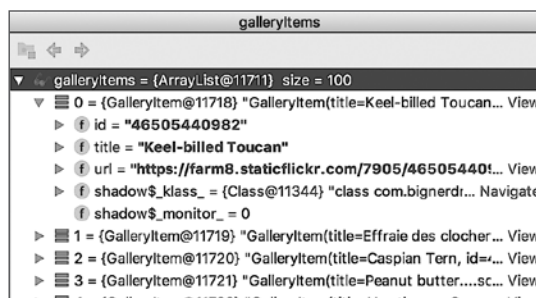 galleryItems
galleryItems = {ArrayList@11711} size = 100
0 = {GalleryItem@11718} "GalleryItem(title=Keel-billed Toucan... View
f id = "46505440982"
f title = "Keel-billed Toucan"
f url = "https://farm8.staticflickr.com/7905/4650544098... View
f shadow$_klass_ = {Class@11344} "class com.bignerdr... Navigate
f shadow$_monitor_ = 0
1 = {GalleryItem@11719} "GalleryItem(title=Effraie des clocher... View
2 = {GalleryItem@11720} "GalleryItem(title=Caspian Tern, id=4... View
3 = {GalleryItem@11721} "GalleryItem(title=Peanut butter....sc... View